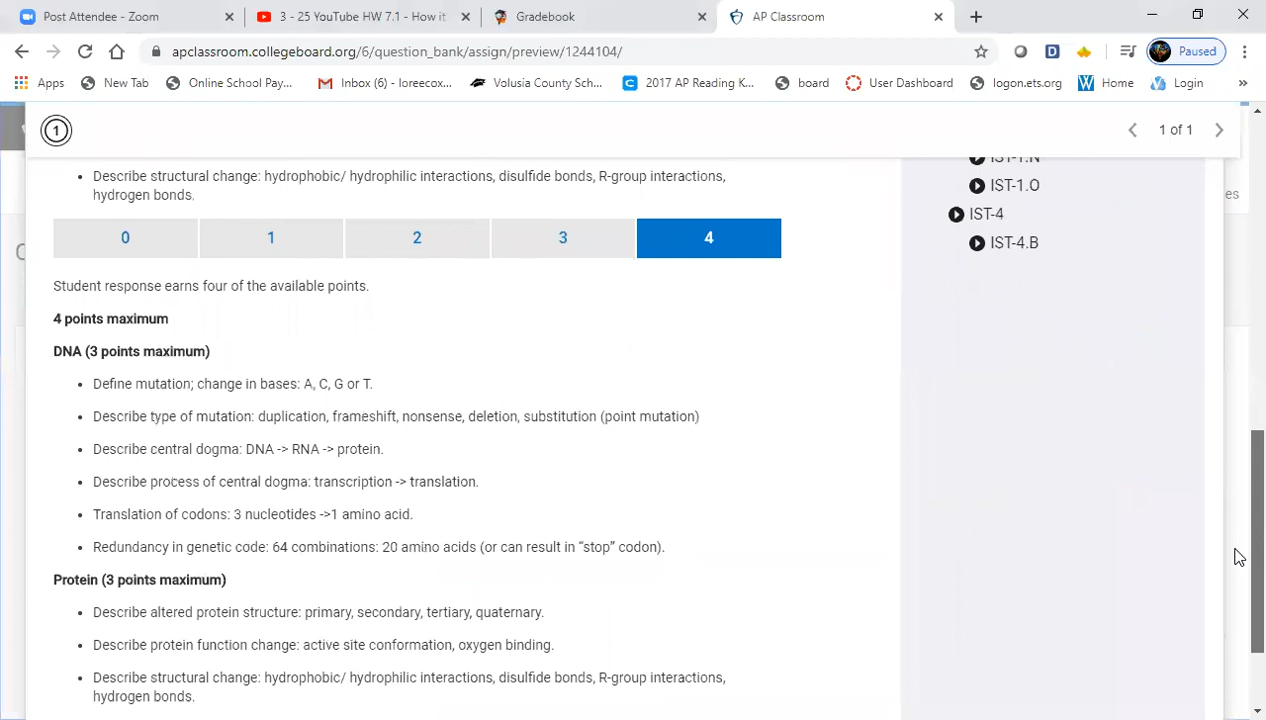 Post Attendee - Zoom
3 - 25 YouTube HW 7.1 - How it
Gradebook
AP Classroom
apclassroom.collegeboard.org/6/question_bank/assign/preview/1244104/
Paused
Apps
New Tab
Online School Pay...
Inbox (6) - loreecox...
Volusia County Sch...
2017 AP Reading K...
board
User Dashboard
logon.ets.org
Home
Login
»
1
1 of 1
IST-1.N
• Describe structural change: hydrophobic/ hydrophilic interactions, disulfide bonds, R-group interactions,
hydrogen bonds.
IST-1.O
es
IST-4
0 1 2 3 4
IST-4.B
Student response earns four of the available points.
4 points maximum
DNA (3 points maximum)
• Define mutation; change in bases: A, C, G or T.
• Describe type of mutation: duplication, frameshift, nonsense, deletion, substitution (point mutation)
• Describe central dogma: DNA -> RNA -> protein.
• Describe process of central dogma: transcription -> translation.
• Translation of codons: 3 nucleotides ->1 amino acid.
• Redundancy in genetic code: 64 combinations: 20 amino acids (or can result in “stop” codon).
Protein (3 points maximum)
• Describe altered protein structure: primary, secondary, tertiary, quaternary.
• Describe protein function change: active site conformation, oxygen binding.
• Describe structural change: hydrophobic/ hydrophilic interactions, disulfide bonds, R-group interactions,
hydrogen bonds.